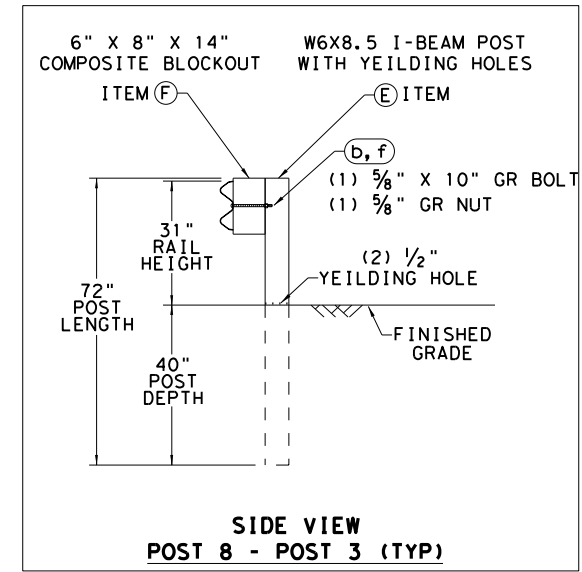 6" X 8" X 14"
COMPOSITE BLOCKOUT
ITEM F
W6X8.5 I-BEAM POST
WITH YEILDING HOLES
E ITEM
b, f
(1) ⅝" X 10" GR BOLT
(1) ⅝" GR NUT
31"
RAIL
HEIGHT
(2) ½"
YEILDING HOLE
72"
POST
LENGTH
FINISHED
GRADE
40"
POST
DEPTH
SIDE VIEW
POST 8 - POST 3 (TYP)